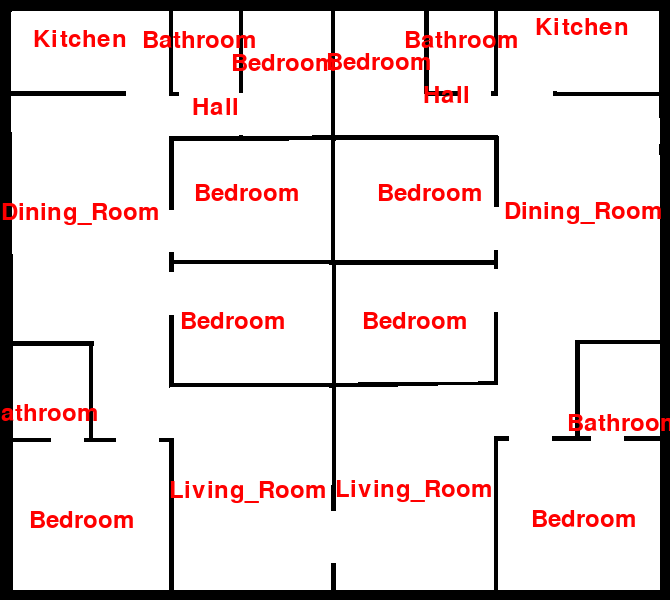 Kitchen
Bathroom
Bedroom
Bedroom
Bathroom
Kitchen
Hall
Hall
Bedroom
Bedroom
Dining_Room
Dining_Room
Bedroom
Bedroom
athroom
Bathroom
Living_Room
Living_Room
Bedroom
Bedroom